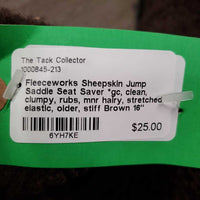 The Tack Collector
1000845-213
Fleeceworks Sheepskin Jump
Saddle Seat Saver *gc, clean,
clumpy, rubs, mnr hairy, stretched
elastic, older, stiff Brown 16"
$25.00
6YH7KE